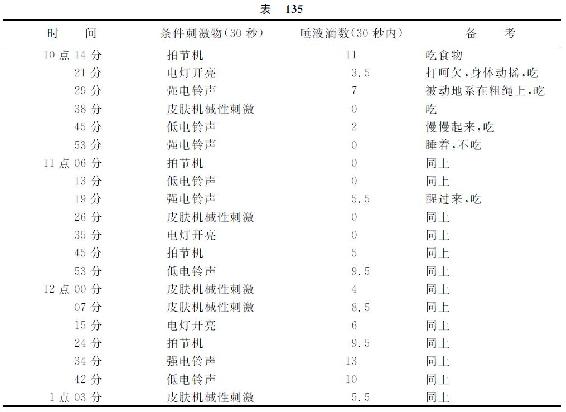 表 135
时 间 条件刺激物(30秒) 唾液滴数(30秒内) 备 考
10点14分 拍节机 11 吃食物
21分 电灯开亮 3.5 打呵欠,身体动摇,吃
29分 强电铃声 7 被动地系在粗绳上,吃
38分 皮肤机械性刺激 0 吃
45分 低电铃声 2 慢慢起来,吃
53分 强电铃声 0 睡着,不吃
11点06分 拍节机 0 同上
13分 低电铃声 0 同上
19分 强电铃声 5.5 醒过来,吃
26分 皮肤机械性刺激 0 同上
35分 电灯开亮 0 同上
45分 拍节机 5 同上
53分 低电铃声 9.5 同上
12点00分 皮肤机械性刺激 4 同上
07分 皮肤机械性刺激 8.5 同上
15分 电灯开亮 6 同上
24分 拍节机 9.5 同上
34分 强电铃声 13 同上
42分 低电铃声 10 同上
1点03分 皮肤机械性刺激 5.5 同上